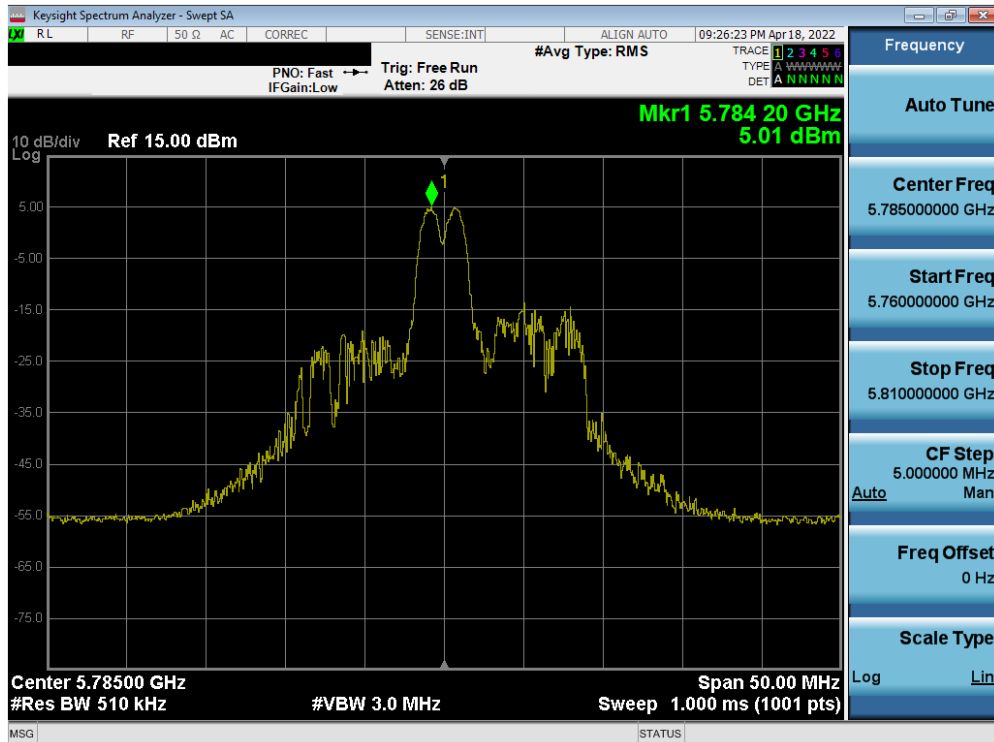 Keysight Spectrum Analyzer - Swept SA
LXI RL RF 50 Ω AC CORREC SENSE:INT ALIGN AUTO 09:26:23 PM Apr 18, 2022
#Avg Type: RMS
TRACE 1 2 3 4 5 6
PNO: Fast Trig: Free Run TYPE A WWWWW
IFGain:Low Atten: 26 dB DET A N N N N N
Mkr1 5.784 20 GHz
5.01 dBm
10 dB/div Ref 15.00 dBm
Log
1
5.00
-5.00
-15.0
-25.0
-35.0
-45.0
-55.0
-65.0
-75.0
Center 5.78500 GHz Span 50.00 MHz
#Res BW 510 kHz #VBW 3.0 MHz Sweep 1.000 ms (1001 pts)
MSG STATUS
Frequency
Auto Tune
Center Freq
5.785000000 GHz
Start Freq
5.760000000 GHz
Stop Freq
5.810000000 GHz
CF Step
5.000000 MHz
Auto Man
Freq Offset
0 Hz
Scale Type
Log Lin